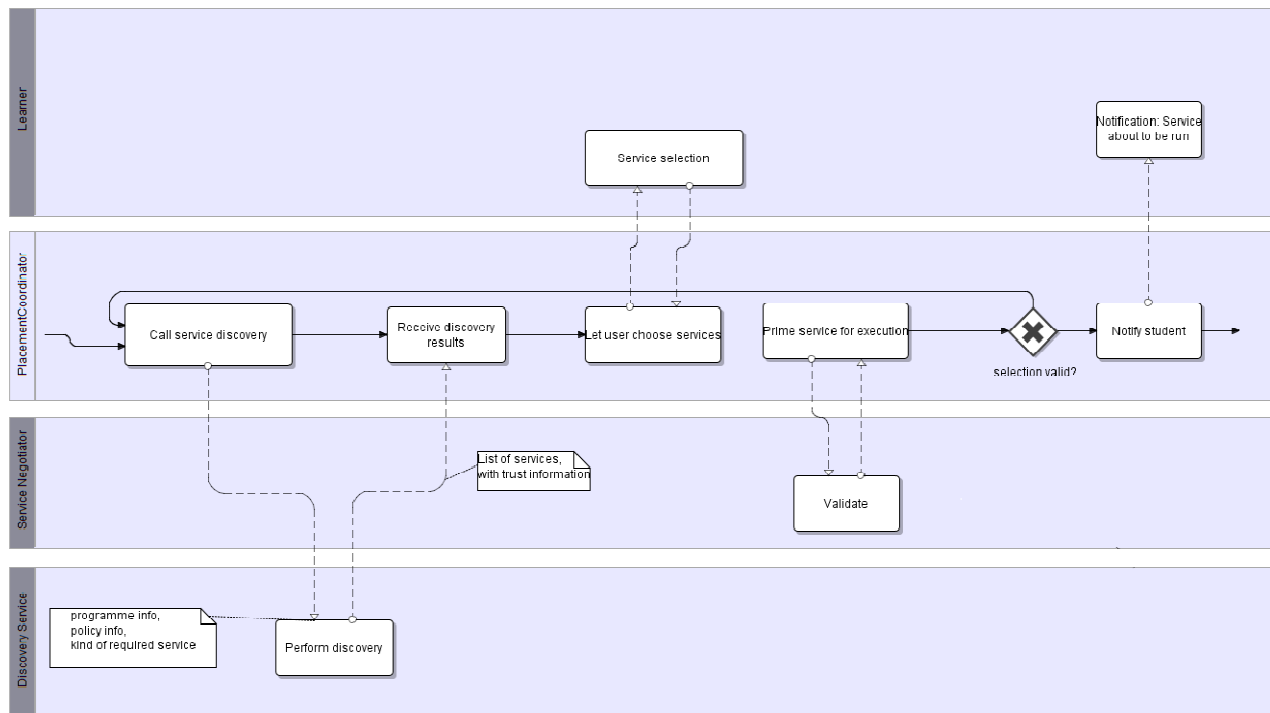 Learner
Notification: Service
about to be run
Service selection
PlacementCoordinator
Call service discovery
Receive discovery
results
Let user choose services
Prime service for execution
selection valid?
Notify student
Service Negotiator
List of services,
with trust information
Validate
Discovery Service
programme info,
policy info,
kind of required service
Perform discovery